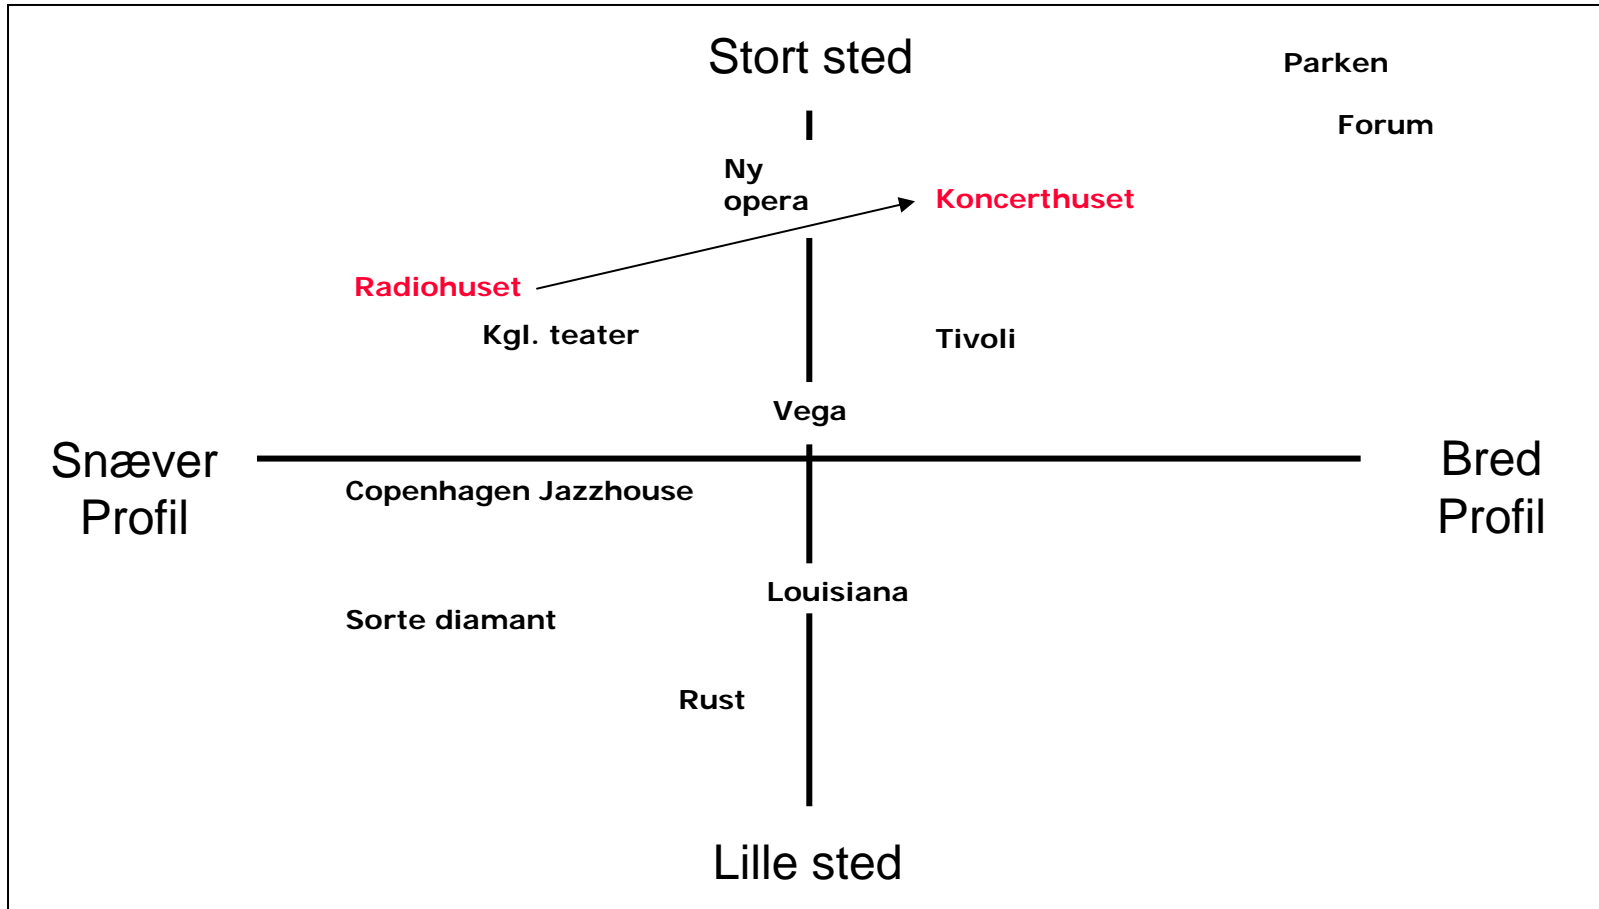 Stort sted
Parken
Forum
Ny
opera
Koncerthuset
Radiohuset
Kgl. teater
Tivoli
Vega
Snæver
Profil
Bred
Profil
Copenhagen Jazzhouse
Louisiana
Sorte diamant
Rust
Lille sted